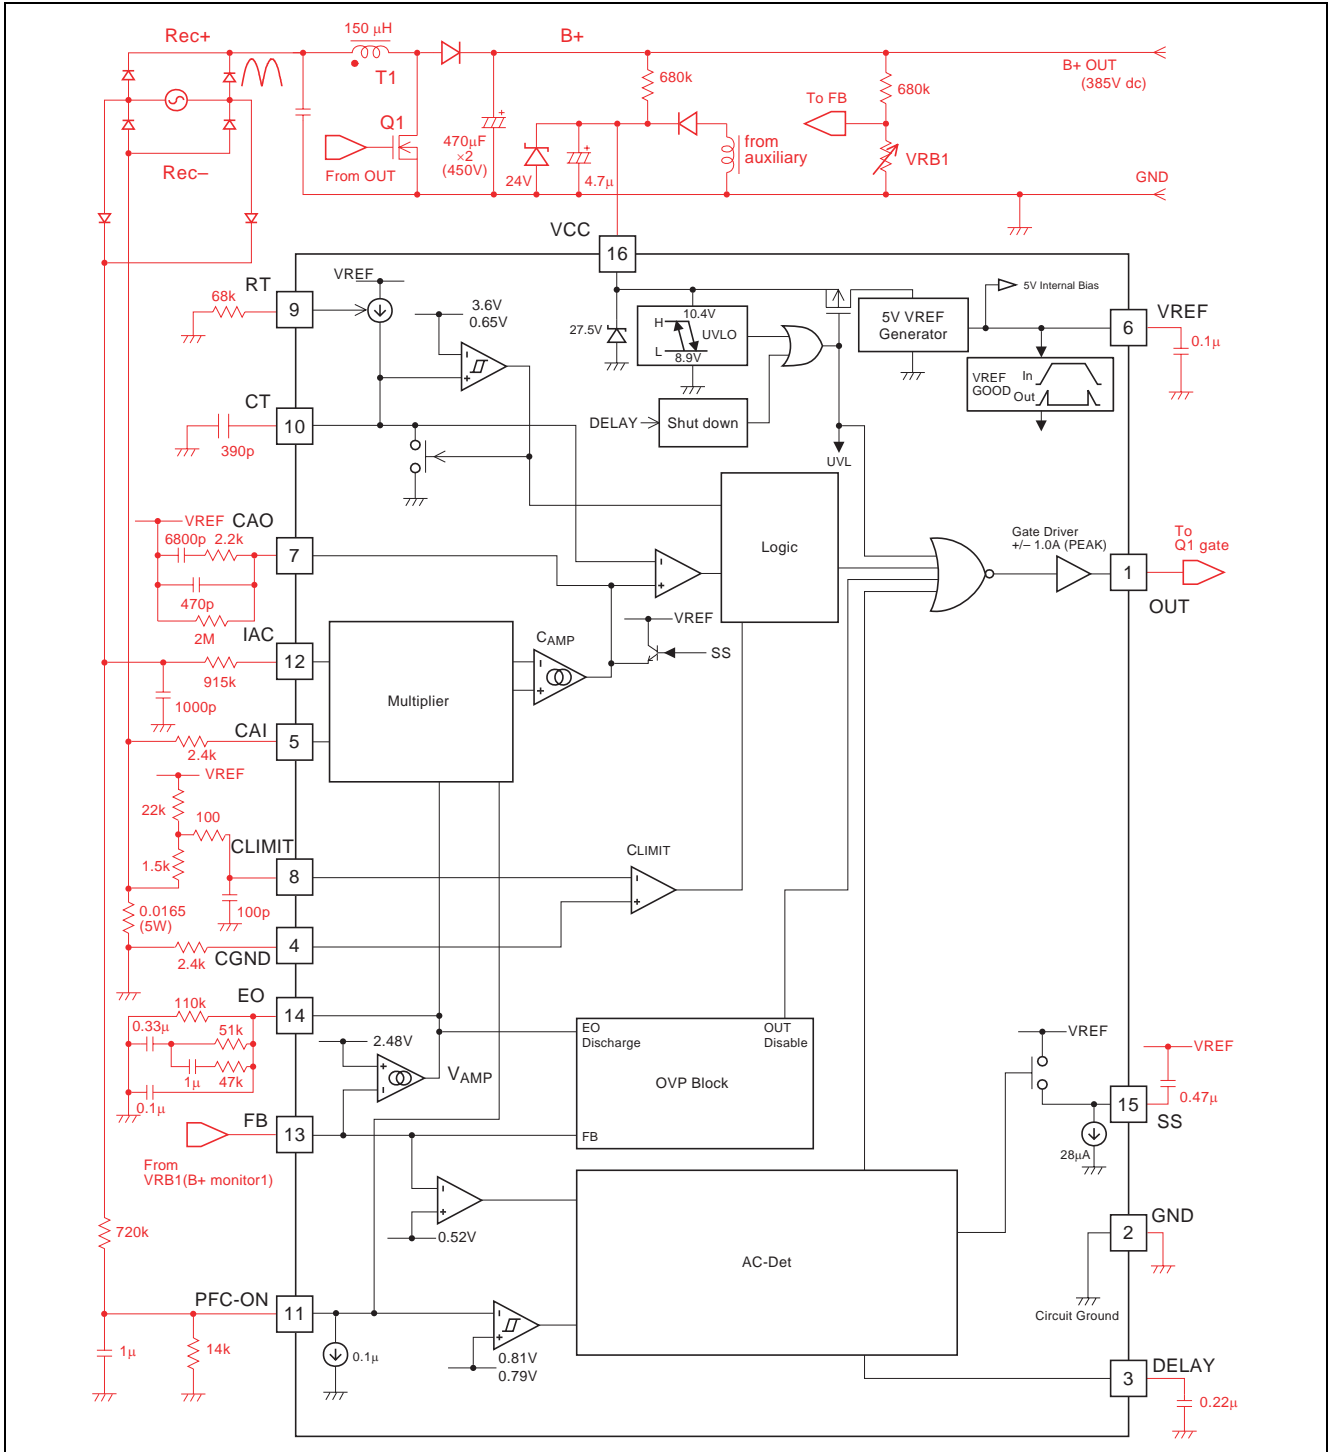 150 µH
Rec+
T1
B+
B+ OUT
(385V dc)
680k
680k
To FB
Q1
From OUT
470µF
×2
(450V)
24V
4.7µ
from
auxiliary
VRB1
Rec–
GND
VCC
16
RT
68k
9
VREF
3.6V
0.65V
27.5V
H
10.4V
UVLO
L
8.9V
5V VREF
Generator
5V Internal Bias
VREF
6
0.1µ
VREF
GOOD
In
Out
DELAY
Shut down
UVL
CT
10
390p
VREF
CAO
6800p
2.2k
7
470p
2M
Logic
Gate Driver
+/– 1.0A (PEAK)
To
Q1 gate
1
OUT
IAC
12
915k
1000p
Multiplier
CAMP
VREF
SS
CAI
5
2.4k
VREF
22k
100
CLIMIT
8
1.5k
100p
CLIMIT
0.0165
(5W)
4
CGND
2.4k
EO
14
110k
0.33µ
51k
1µ
47k
0.1µ
2.48V
VAMP
EO
Discharge
OUT
Disable
OVP Block
FB
VREF
VREF
0.47µ
15
SS
28µA
FB
13
From
VRB1(B+ monitor1)
0.52V
AC-Det
GND
2
Circuit Ground
720k
PFC-ON
11
1µ
14k
0.1µ
0.81V
0.79V
DELAY
3
0.22µ